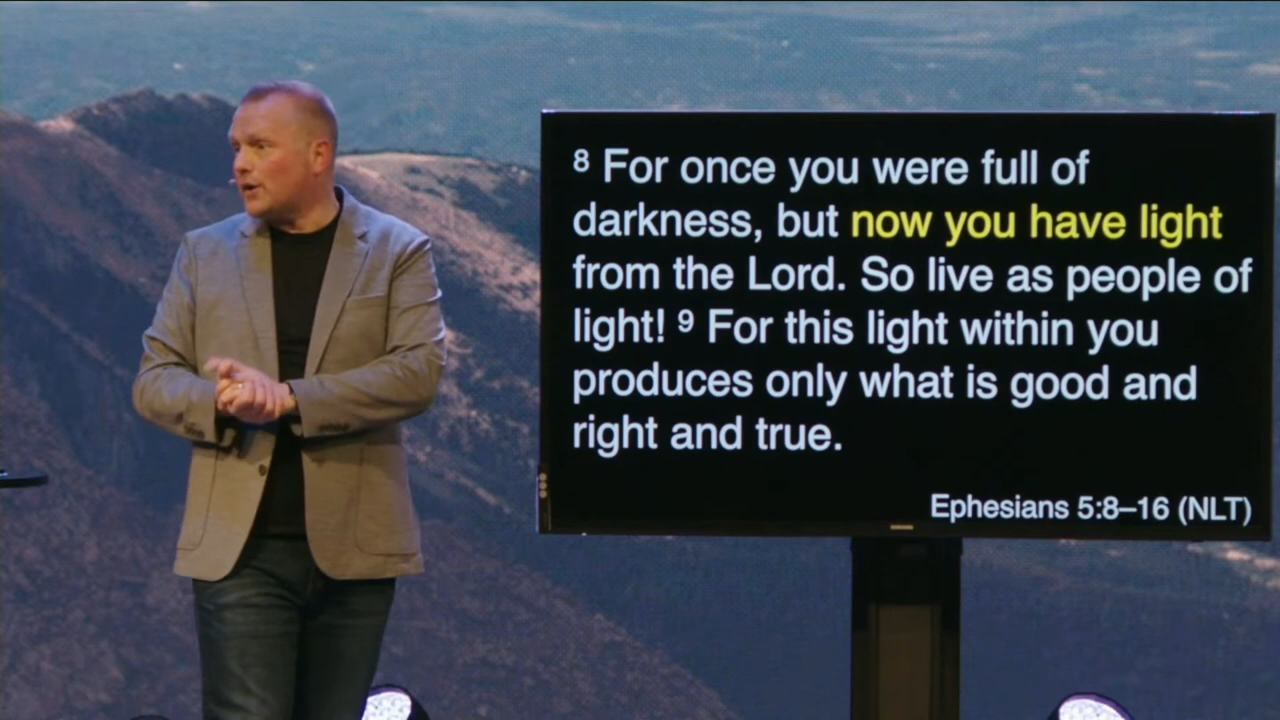 ⁸ For once you were full of
darkness, but now you have light
from the Lord. So live as people of
light! ⁹ For this light within you
produces only what is good and
right and true.
Ephesians 5:8–16 (NLT)